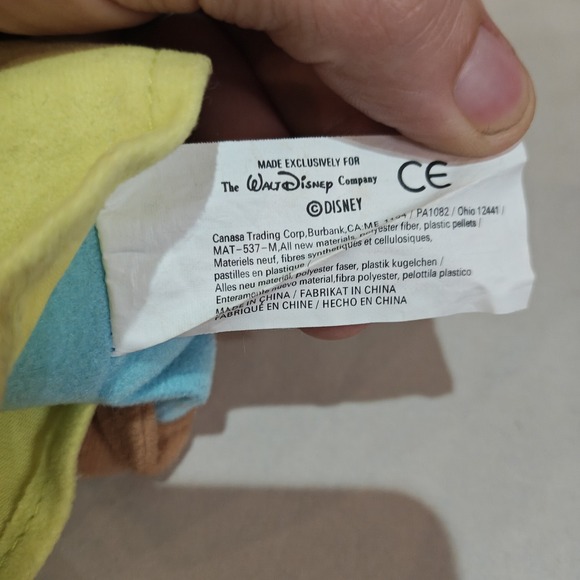 MADE EXCLUSIVELY FOR
The WALT DISNEP Company CE
©DISNEY
Canasa Trading Corp,Burbank,CA:ME / PA1082 / Ohio 12441 /
MAT-537-M,All new materials, polyester fiber, plastic pellets /
Materiels neuf, fibres synthetiques et cellulosiques,
pastilles en plastique /
Alles neu material, polyester faser, plastik kugelchen /
Enteramente nuevo material,fibra polyester, pelottila plastico
MADE IN CHINA / FABRIKAT IN CHINA
FABRIQUÉ EN CHINE / HECHO EN CHINA